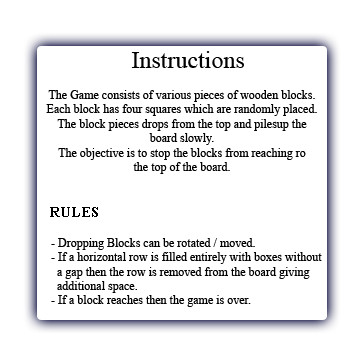 Instructions
The Game consists of various pieces of wooden blocks.
Each block has four squares which are randomly placed.
The block pieces drops from the top and pilesup the
board slowly.
The objective is to stop the blocks from reaching ro
the top of the board.
RULES
- Dropping Blocks can be rotated / moved.
- If a horizontal row is filled entirely with boxes without
a gap then the row is removed from the board giving
additional space.
- If a block reaches then the game is over.